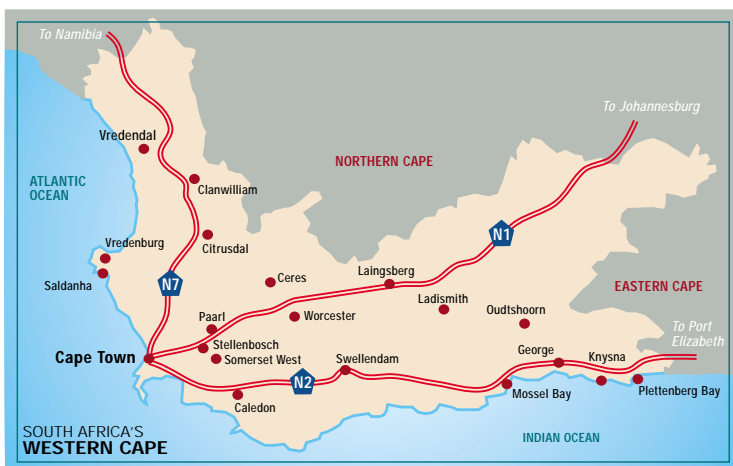 To Namibia
To Johannesburg
Vredendal
NORTHERN CAPE
ATLANTIC
OCEAN
Clanwilliam
N1
Vredenburg
Citrusdal
Saldanha
N7
Ceres
Laingsberg
EASTERN CAPE
Ladismith
Oudtshoorn
Paarl
Worcester
To Port
Elizabeth
Stellenbosch
Cape Town
Somerset West
Swellendam
George
Knysna
N2
Mossel Bay
Plettenberg Bay
Caledon
SOUTH AFRICA'S
WESTERN CAPE
INDIAN OCEAN